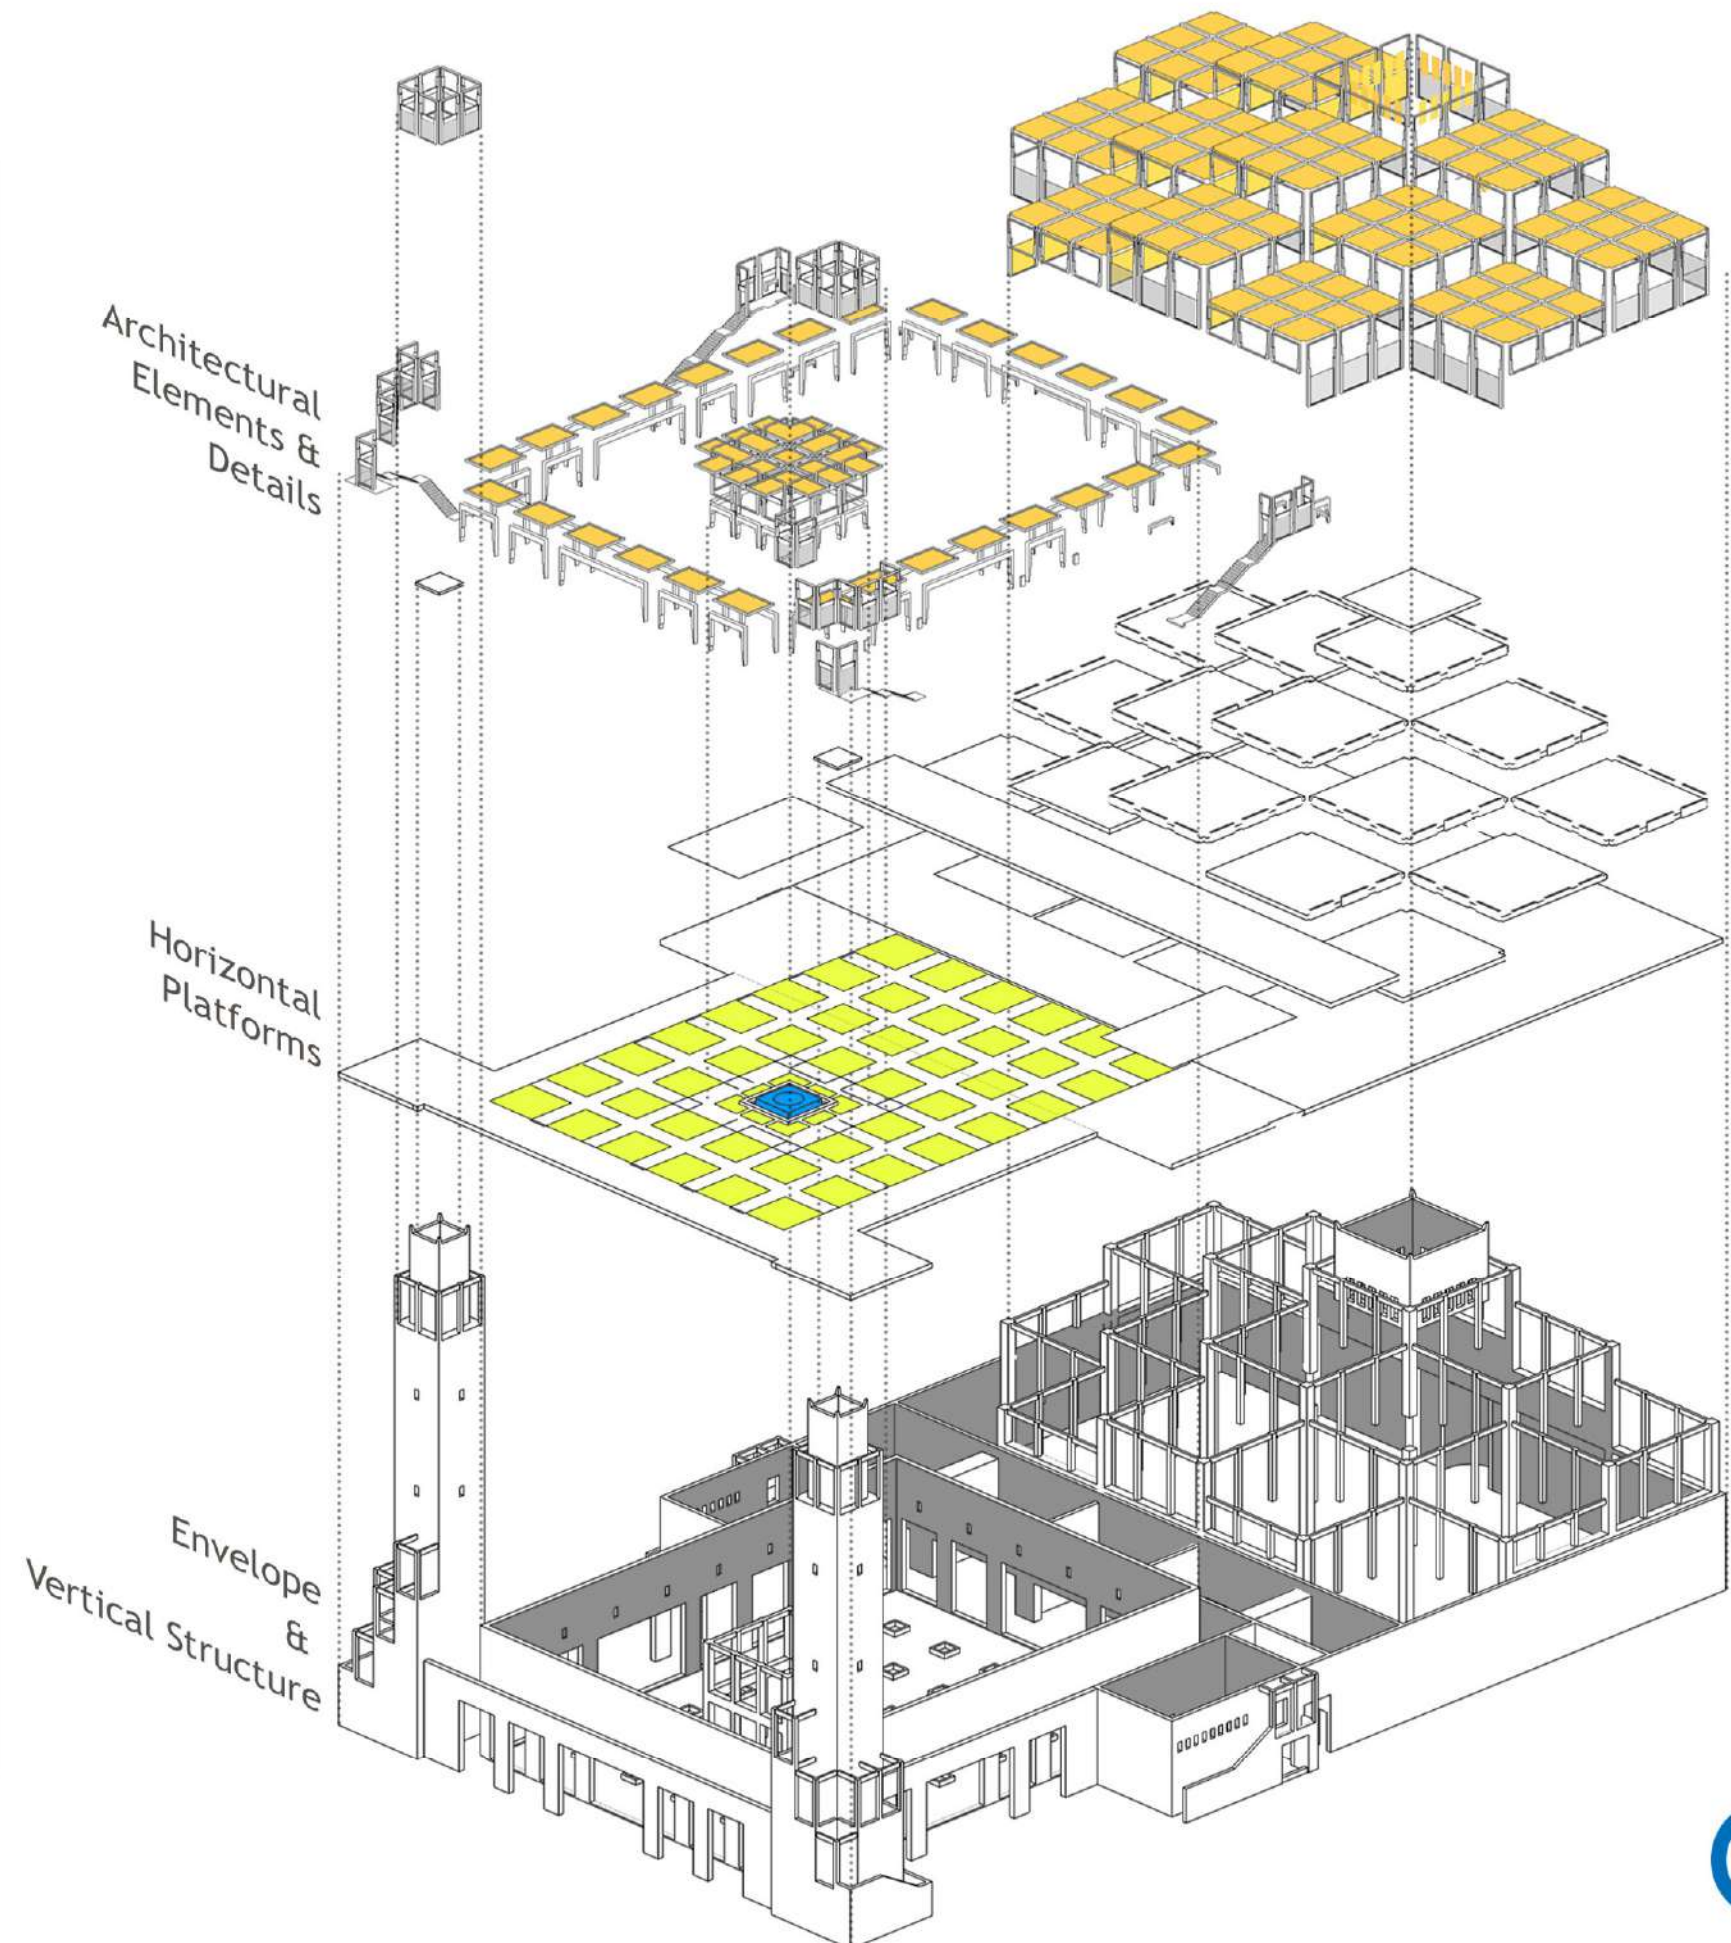 Architectural
Elements &
Details
Horizontal
Platforms
Envelope
&
Vertical Structure